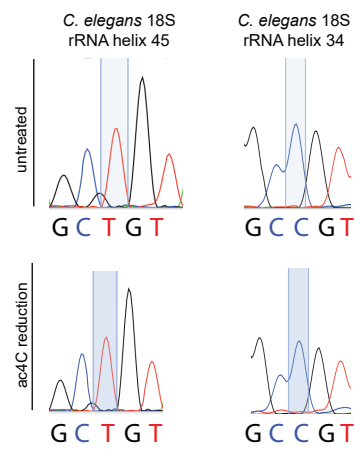 C. elegans 18S
rRNA helix 45
C. elegans 18S
rRNA helix 34
untreated
G C T G T
G C C G T
ac4C reduction
G C T G T
G C C G T